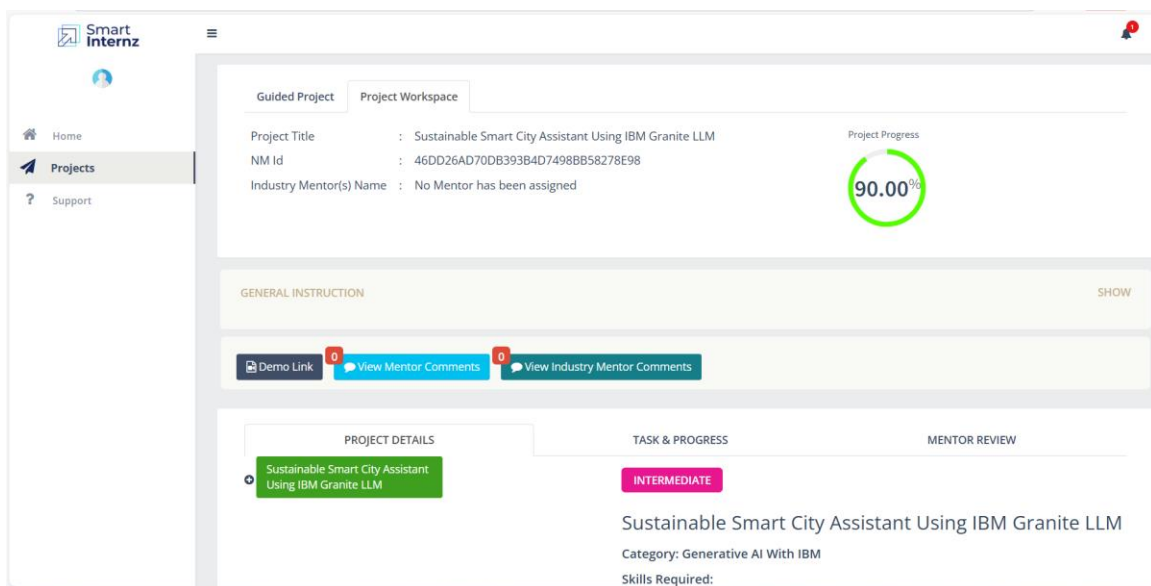 Smart
Internz
1
Guided Project Project Workspace
Project Title : Sustainable Smart City Assistant Using IBM Granite LLM
NM Id : 46DD26AD70DB393B4D7498BB58278E98
Industry Mentor(s) Name : No Mentor has been assigned
Project Progress
90.00%
Home
Projects
? Support
GENERAL INSTRUCTION SHOW
Demo Link 0 View Mentor Comments 0 View Industry Mentor Comments
PROJECT DETAILS TASK & PROGRESS MENTOR REVIEW
Sustainable Smart City Assistant
Using IBM Granite LLM
INTERMEDIATE
Sustainable Smart City Assistant Using IBM Granite LLM
Category: Generative AI With IBM
Skills Required: